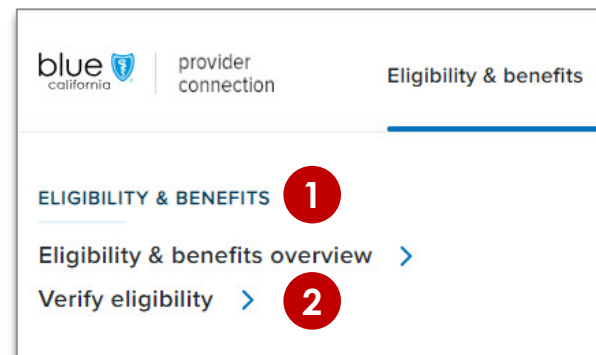 blue
california
provider
connection
Eligibility & benefits
ELIGIBILITY & BENEFITS 1
Eligibility & benefits overview >
Verify eligibility > 2